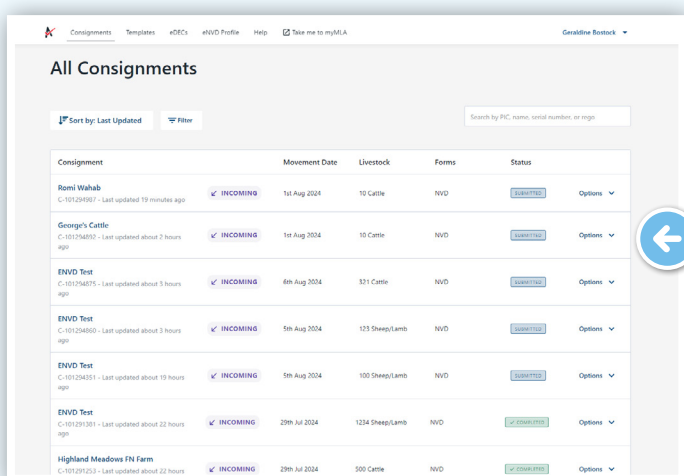 Consignments Templates eDECs eNVD Profile Help Take me to myMLA Geraldine Bostock
All Consignments
Sort by: Last Updated Filter Search by PIC, name, serial number, or rego
Consignment Movement Date Livestock Forms Status
Romi Wahab
C-101294987 - Last updated 19 minutes ago INCOMING 1st Aug 2024 10 Cattle NVD SUBMITTED Options
George's Cattle
C-101294892 - Last updated about 2 hours
ago
INCOMING 1st Aug 2024 10 Cattle NVD SUBMITTED Options
ENVD Test
C-101294875 - Last updated about 3 hours
ago
INCOMING 6th Aug 2024 321 Cattle NVD SUBMITTED Options
ENVD Test
C-101294860 - Last updated about 3 hours
ago
INCOMING 5th Aug 2024 123 Sheep/Lamb NVD SUBMITTED Options
ENVD Test
C-101294351 - Last updated about 19 hours
ago
INCOMING 5th Aug 2024 100 Sheep/Lamb NVD SUBMITTED Options
ENVD Test
C-101291381 - Last updated about 22 hours
ago
INCOMING 29th Jul 2024 1234 Sheep/Lamb NVD COMPLETED Options
Highland Meadows FN Farm
C-101291253 - Last updated about 22 hours
INCOMING 29th Jul 2024 500 Cattle NVD COMPLETED Options